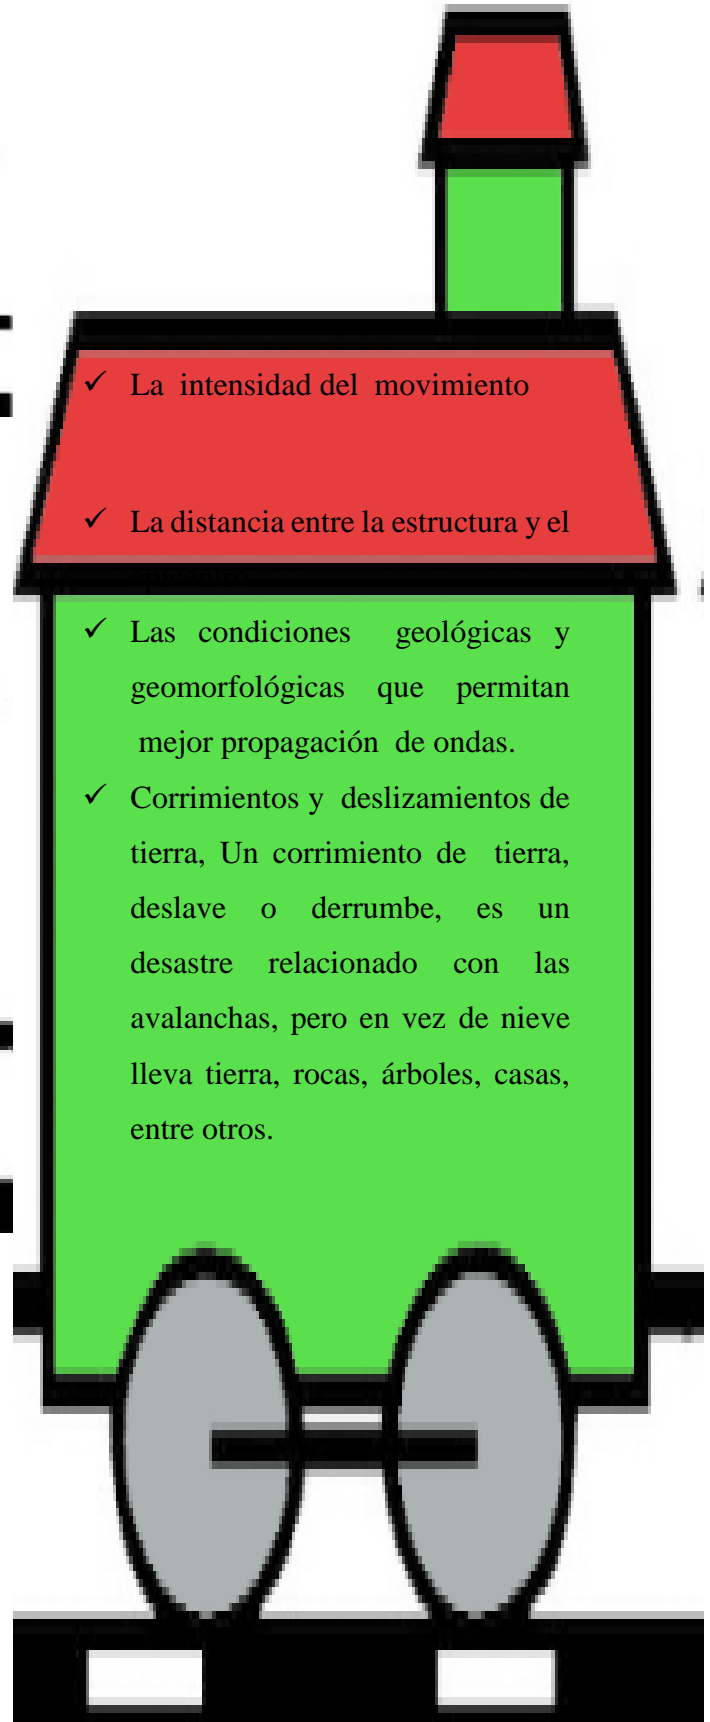 ✓ La intensidad del movimiento
✓ La distancia entre la estructura y el
✓ Las condiciones geológicas y
geomorfológicas que permitan
mejor propagación de ondas.
✓ Corrimientos y deslizamientos de
tierra, Un corrimiento de tierra,
deslave o derrumbe, es un
desastre relacionado con las
avalanchas, pero en vez de nieve
lleva tierra, rocas, árboles, casas,
entre otros.